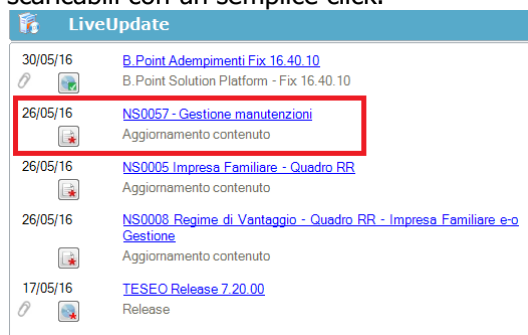 scaricabili con un semplice click.
LiveUpdate
30/05/16 B.Point Adempimenti Fix 16.40.10
B.Point Solution Platform - Fix 16.40.10
26/05/16 NS0057 - Gestione manutenzioni
Aggiornamento contenuto
26/05/16 NS0005 Impresa Familiare - Quadro RR
Aggiornamento contenuto
26/05/16 NS0008 Regime di Vantaggio - Quadro RR - Impresa Familiare e-o
Gestione
Aggiornamento contenuto
17/05/16 TESEO Release 7.20.00
Release